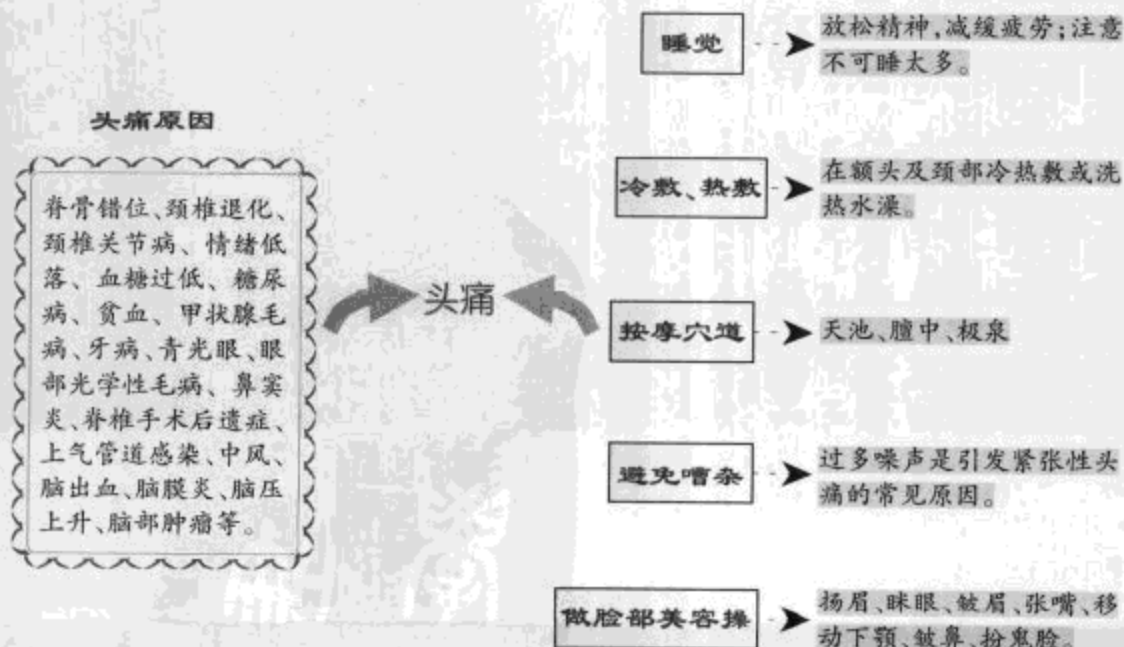 头痛原因
脊骨错位、颈椎退化、
颈椎关节病、情绪低
落、血糖过低、糖尿
病、贫血、甲状腺毛
病、牙病、青光眼、眼
部光学性毛病、鼻窦
炎、脊椎手术后遗症、
上气管道感染、中风、
脑出血、脑膜炎、脑压
上升、脑部肿瘤等。
头痛
睡觉
放松精神,减缓疲劳;注意
不可睡太多。
冷敷、热敷
在额头及颈部冷热敷或洗
热水澡。
按摩穴道
天池、膻中、极泉
避免嘈杂
过多噪声是引发紧张性头
痛的常见原因。
做脸部美容操
扬眉、眯眼、皱眉、张嘴、移
动下颚、皱鼻、扮鬼脸。